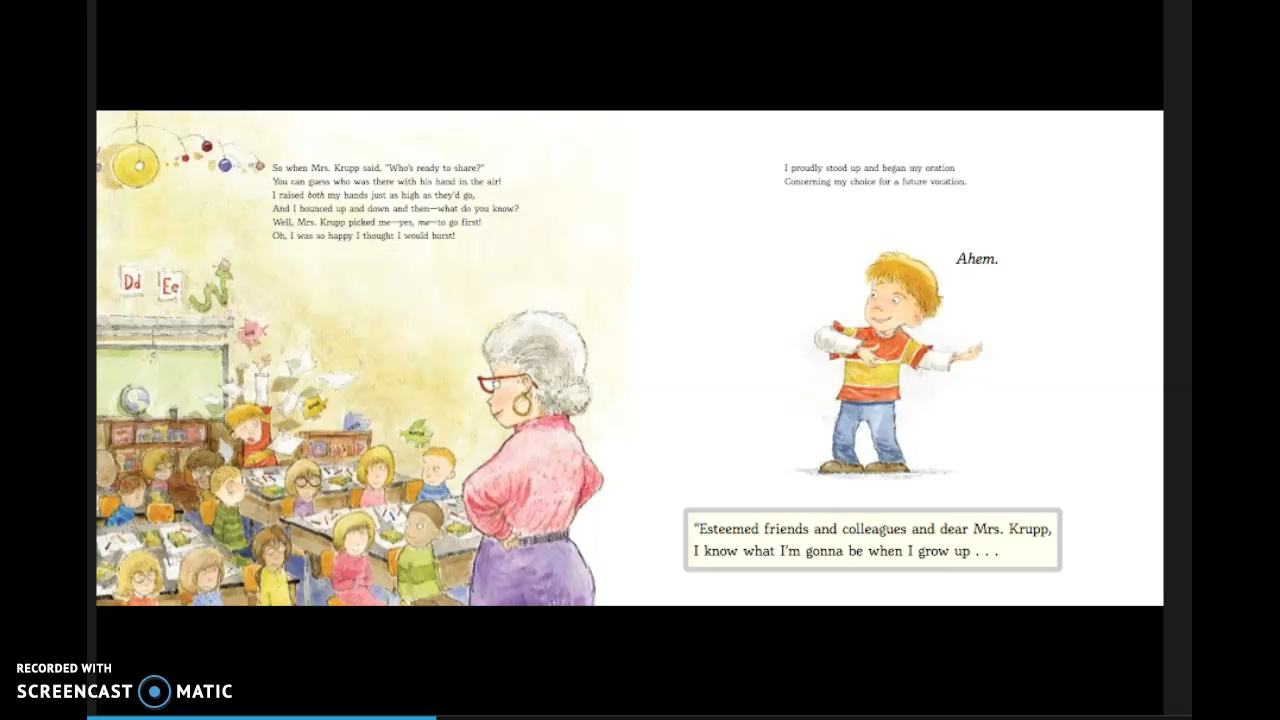 So when Mrs. Krupp said, "Who's ready to share?"
You can guess who was there with his hand in the air!
I raised both my hands just as high as they'd go,
And I bounced up and down and then—what do you know?
Well, Mrs. Krupp picked me—yes, me—to go first!
Oh, I was so happy I thought I would burst!
Dd Ee
I proudly stood up and began my oration
Concerning my choice for a future vocation.
Ahem.
"Esteemed friends and colleagues and dear Mrs. Krupp,
I know what I'm gonna be when I grow up . . .
RECORDED WITH
SCREENCAST MATIC